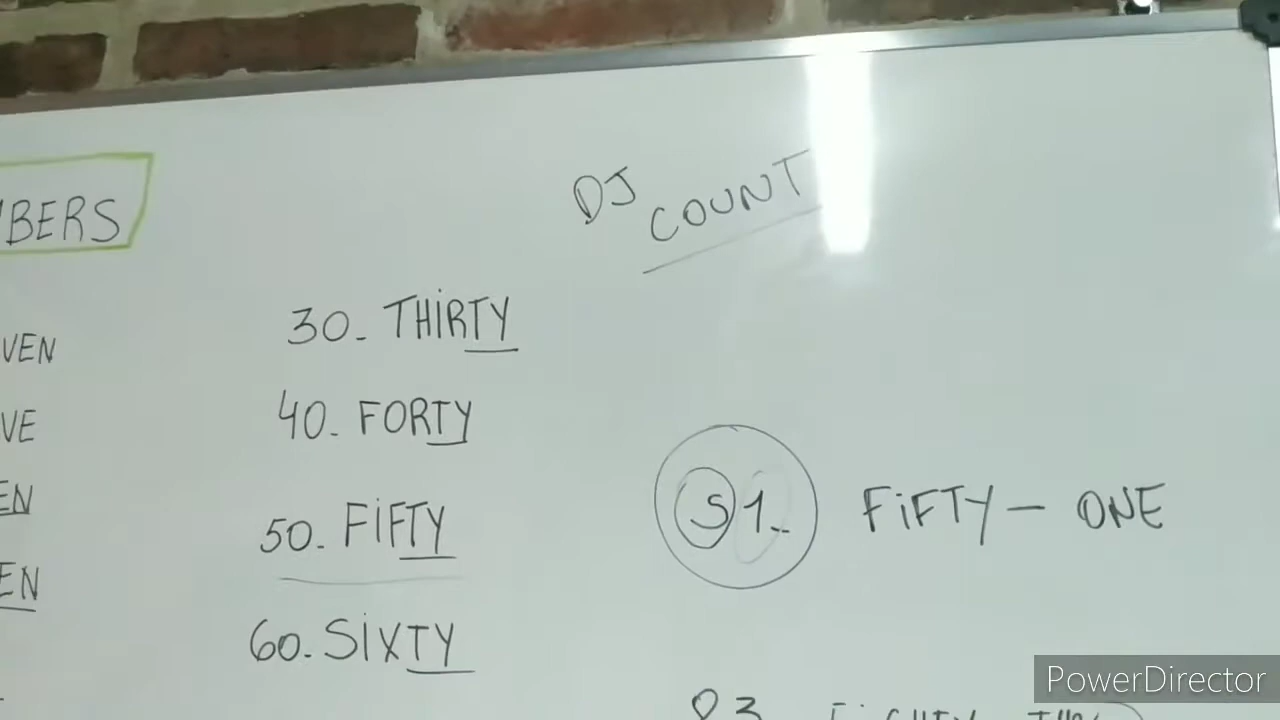 BERS
DJ COUNT
VEN
VE
EN
EN
30. THIRTY
40. FORTY
50. FIFTY
60. SIXTY
51. FIFTY - ONE
PowerDirector